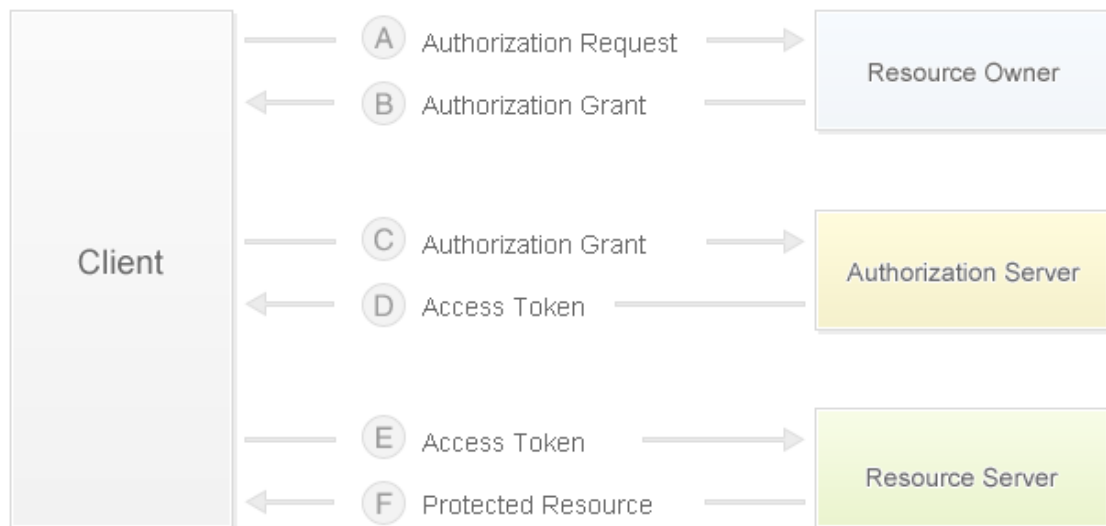 A Authorization Request
Resource Owner
B Authorization Grant
C Authorization Grant
Client
Authorization Server
D Access Token
E Access Token
Resource Server
F Protected Resource